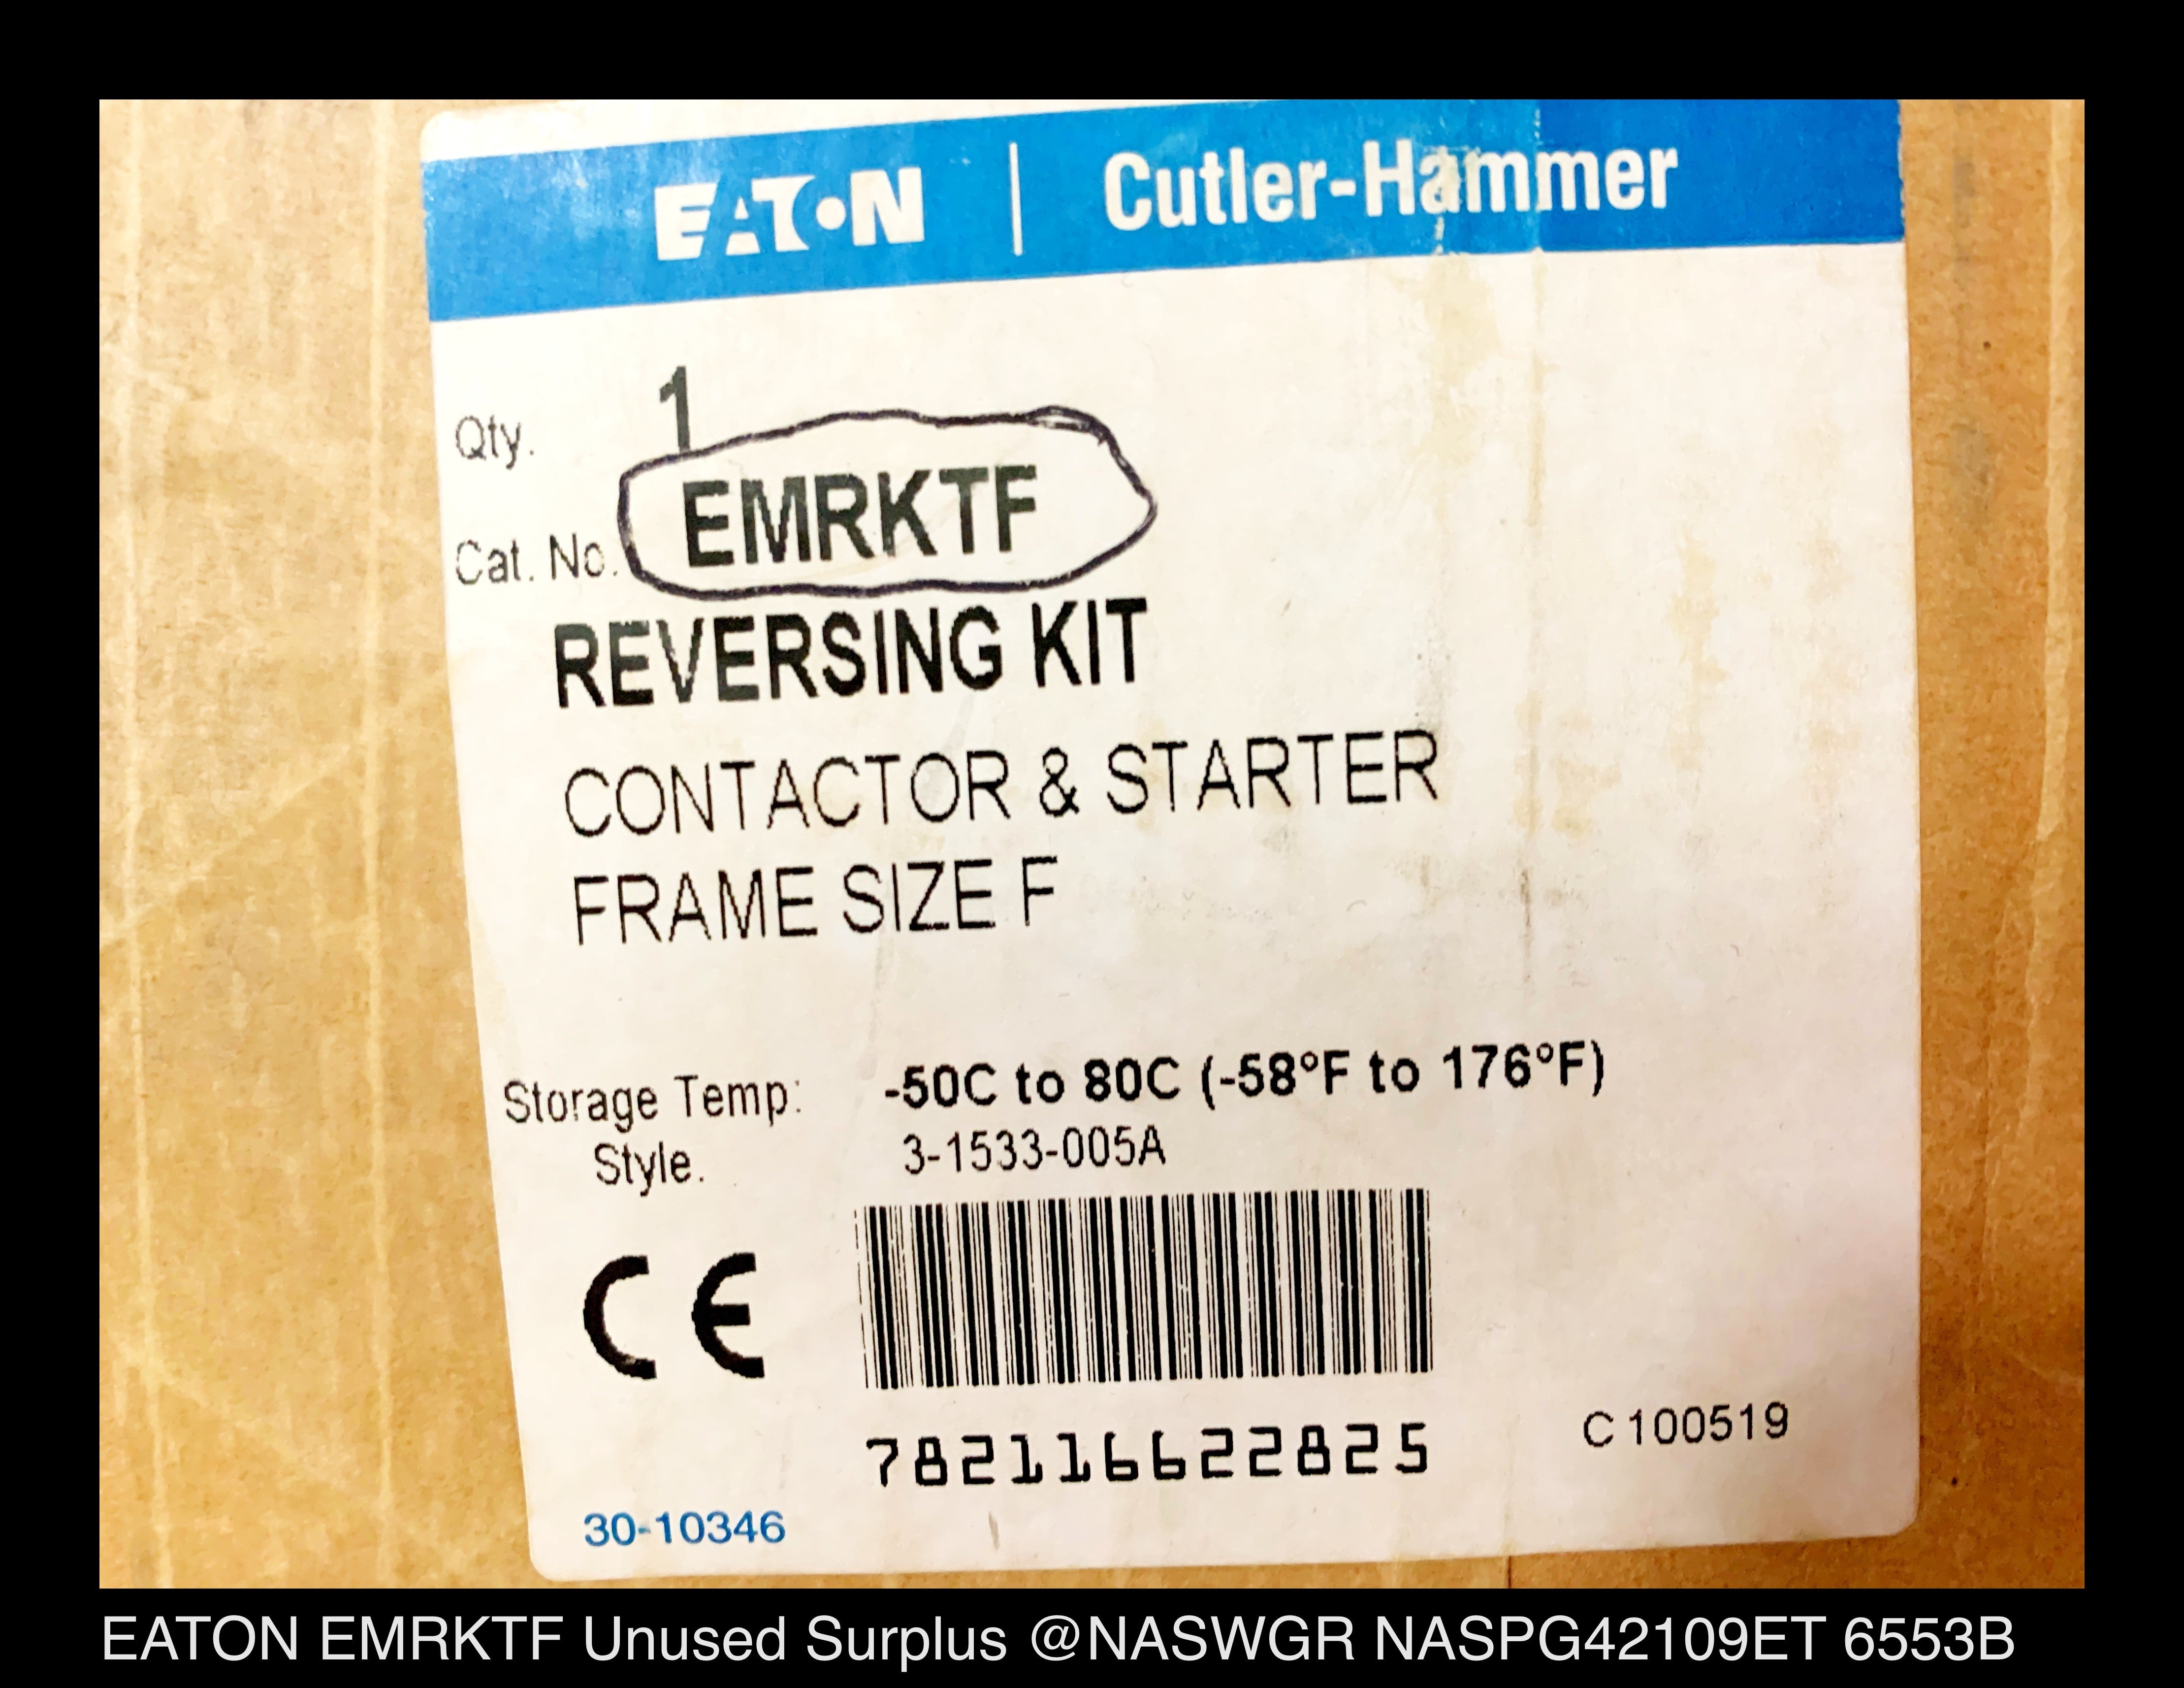 EATON | Cutler-Hammer
Qty. 1
Cat. No. EMRKTF
REVERSING KIT
CONTACTOR & STARTER
FRAME SIZE F
Storage Temp: -50C to 80C (-58°F to 176°F)
Style. 3-1533-005A
CE
782116622825
C 100519
30-10346
EATON EMRKTF Unused Surplus @NASWGR NASPG42109ET 6553B